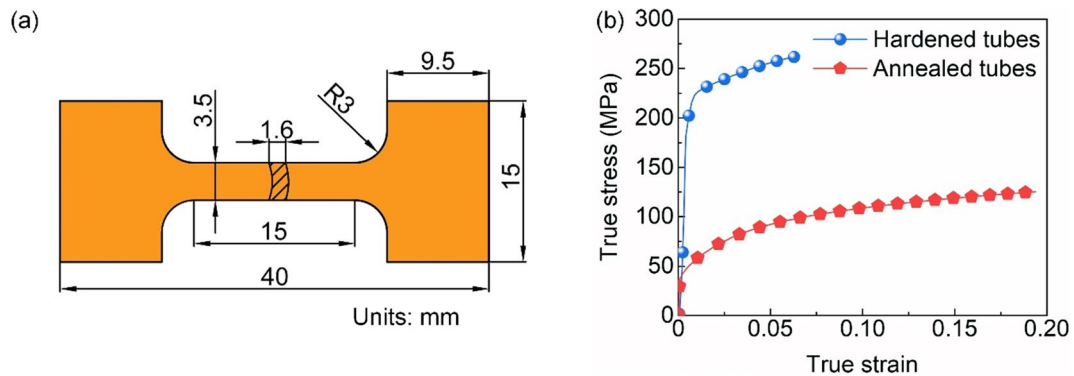 (a)
9.5
R3
3.5
1.6
15
15
40
Units: mm
(b)
300
250
200
150
100
50
0
0
0.05
0.10
0.15
0.20
True stress (MPa)
True strain
Hardened tubes
Annealed tubes